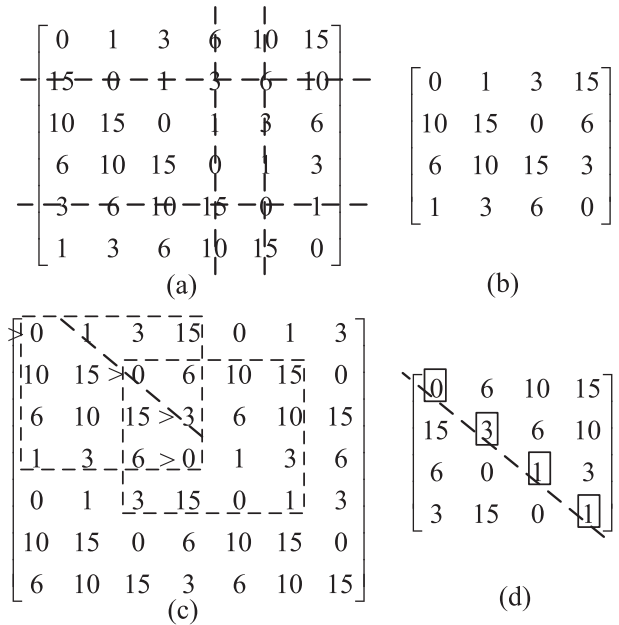 0 1 3 6 10 15
15 0 1 3 6 10
10 15 0 1 3 6
6 10 15 0 1 3
3 6 10 15 0 1
1 3 6 10 15 0
(a)
0 1 3 15
10 15 0 6
6 10 15 3
1 3 6 0
(b)
> 0 1 3 15 0 1 3
10 15 > 0 6 10 15 0
6 10 15 > 3 6 10 15
1 3 6 > 0 1 3 6
0 1 3 15 0 1 3
10 15 0 6 10 15 0
6 10 15 3 6 10 15
(c)
0 6 10 15
15 3 6 10
6 0 1 3
3 15 0 1
(d)